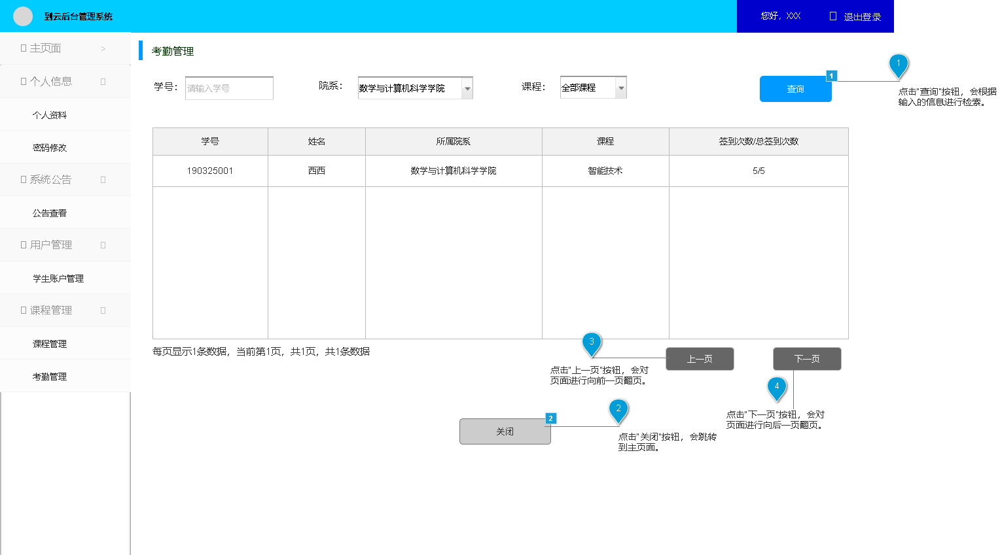 到云后台管理系统
您好，XXX
退出登录
主页面 >
个人信息
个人资料
密码修改
系统公告
公告查看
用户管理
学生账户管理
课程管理
课程管理
考勤管理
考勤管理
学号： 请输入学号 院系： 数学与计算机科学学院 课程： 全部课程 查询 1
1
点击"查询"按钮，会根据
输入的信息进行检索。
学号 姓名 所属院系 课程 签到次数/总签到次数
190325001 西西 数学与计算机科学学院 智能技术 5/5
每页显示1条数据，当前第1页，共1页，共1条数据
3
点击"上一页"按钮，会对
页面进行向前一页翻页。
上一页 下一页
4
点击"下一页"按钮，会对
页面进行向后一页翻页。
关闭 2
2
点击"关闭"按钮，会跳转
到主页面。